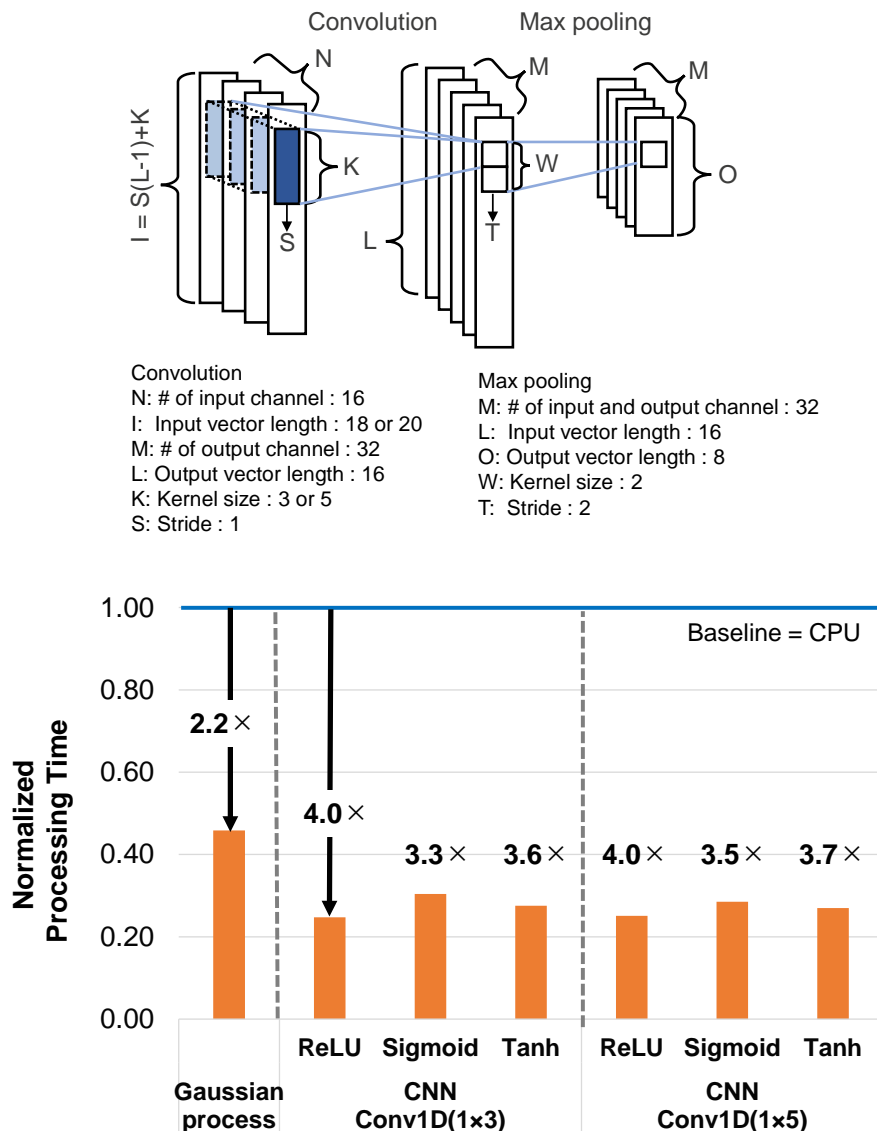 Convolution Max pooling
N
M
M
I = S(L-1)+K
K
W
O
S
L
T
Convolution
N: # of input channel : 16
I: Input vector length : 18 or 20
M: # of output channel : 32
L: Output vector length : 16
K: Kernel size : 3 or 5
S: Stride : 1
Max pooling
M: # of input and output channel : 32
L: Input vector length : 16
O: Output vector length : 8
W: Kernel size : 2
T: Stride : 2
Normalized
Processing Time
1.00
0.80
0.60
0.40
0.20
0.00
Baseline = CPU
2.2×
4.0×
3.3× 3.6× 4.0× 3.5× 3.7×
ReLU Sigmoid Tanh ReLU Sigmoid Tanh
Gaussian
process
CNN
Conv1D(1×3)
CNN
Conv1D(1×5)